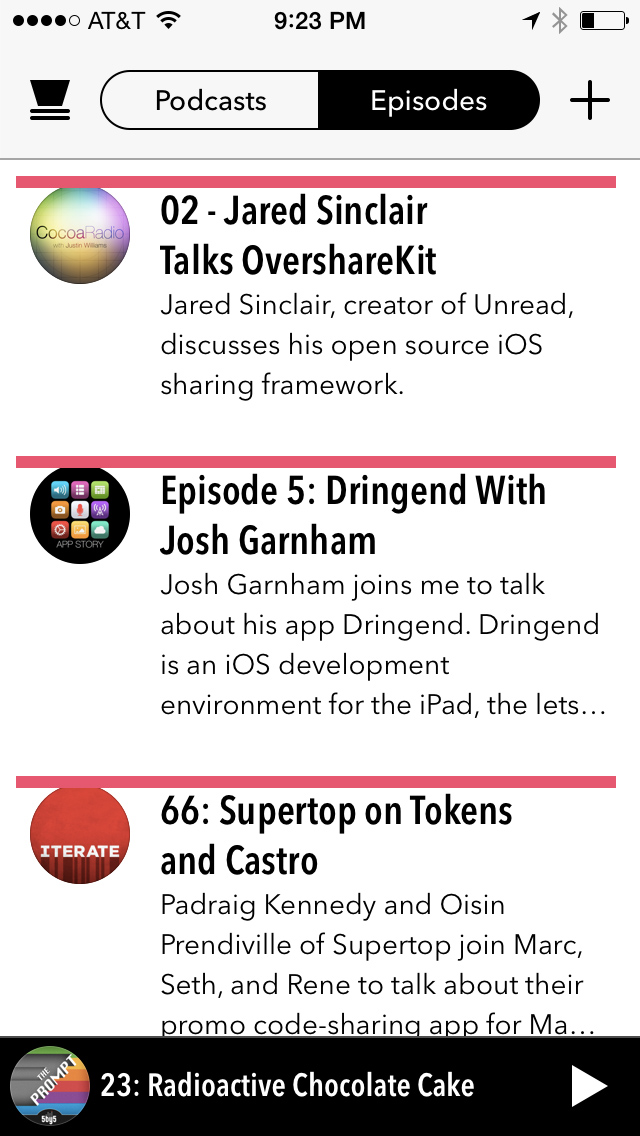 AT&T
9:23 PM
Podcasts
Episodes
CocoaRadio
with Justin Williams
02 - Jared Sinclair
Talks OvershareKit
Jared Sinclair, creator of Unread,
discusses his open source iOS
sharing framework.
APP STORY
Episode 5: Dringend With
Josh Garnham
Josh Garnham joins me to talk
about his app Dringend. Dringend
is an iOS development
environment for the iPad, the lets…
ITERATE
66: Supertop on Tokens
and Castro
Padraig Kennedy and Oisin
Prendiville of Supertop join Marc,
Seth, and Rene to talk about their
promo code-sharing app for Ma…
THE
PROMPT
5by5
23: Radioactive Chocolate Cake